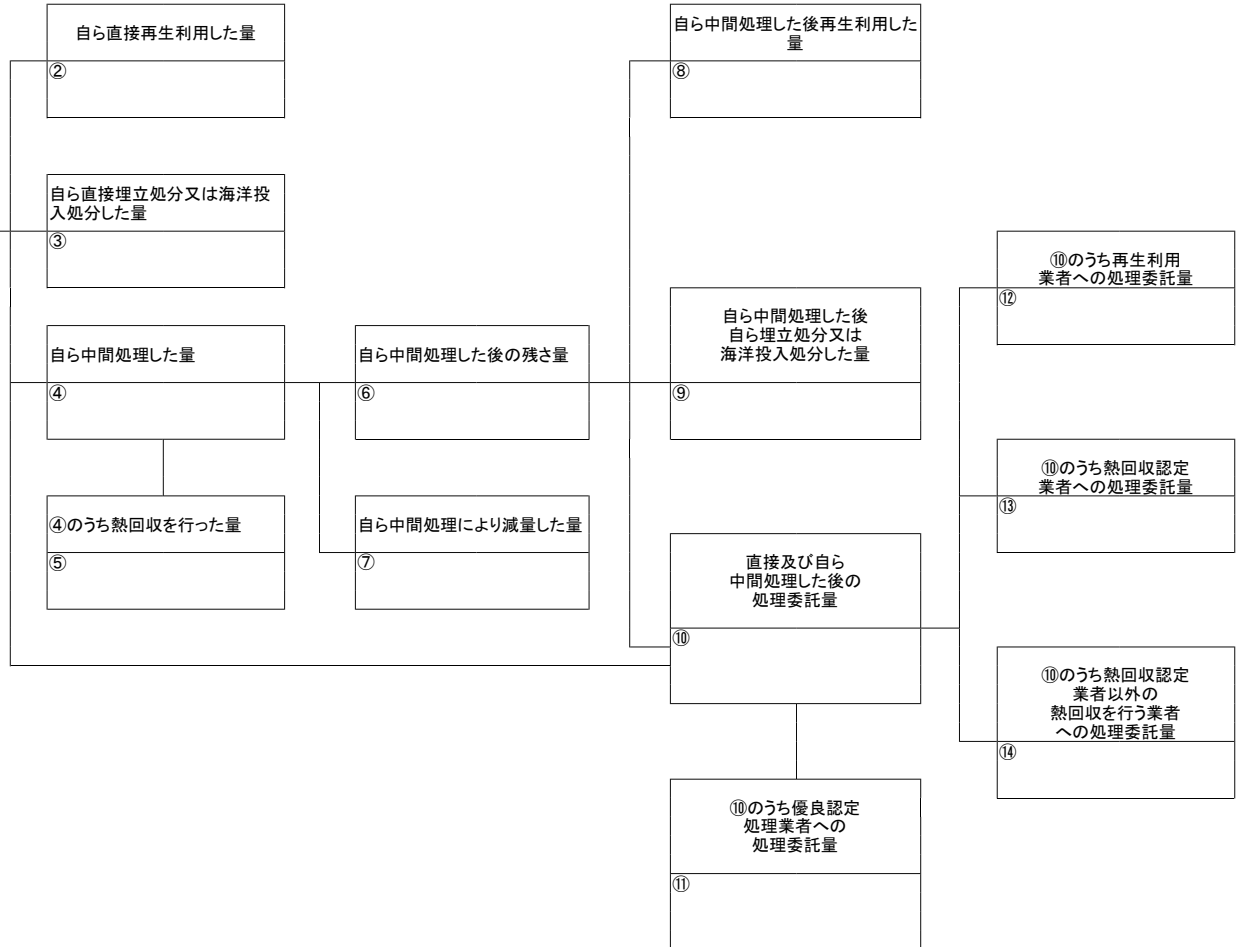 自ら直接再生利用した量
②
自ら直接埋立処分又は海洋投
入処分した量
③
自ら中間処理した量
④
④のうち熱回収を行った量
⑤
自ら中間処理した後の残さ量
⑥
自ら中間処理により減量した量
⑦
自ら中間処理した後再生利用した
量
⑧
自ら中間処理した後
自ら埋立処分又は
海洋投入処分した量
⑨
直接及び自ら
中間処理した後の
処理委託量
⑩
⑩のうち優良認定
処理業者への
処理委託量
⑪
⑩のうち再生利用
業者への処理委託量
⑫
⑩のうち熱回収認定
業者への処理委託量
⑬
⑩のうち熱回収認定
業者以外の
熱回収を行う業者
への処理委託量
⑭